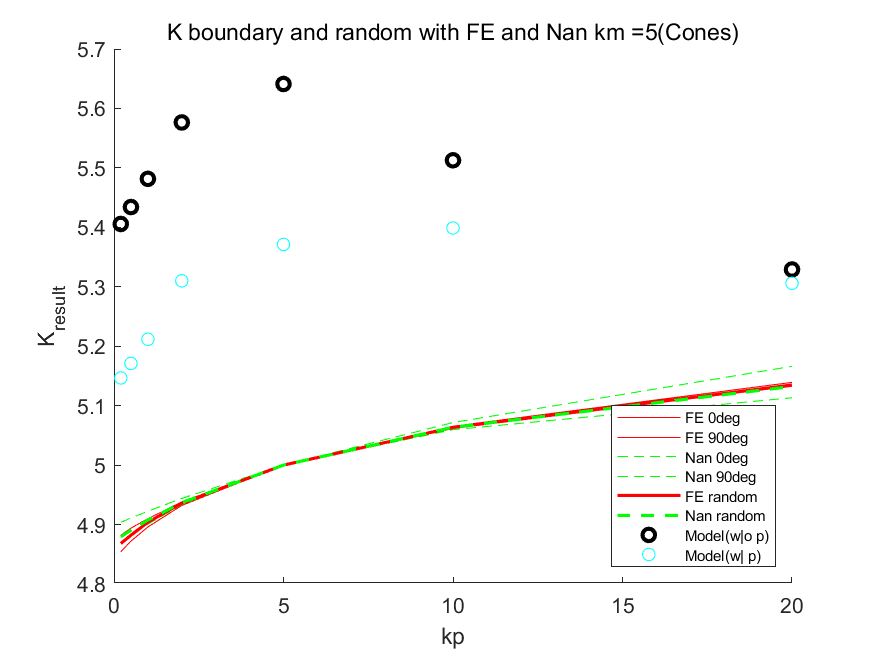 K boundary and random with FE and Nan km =5(Cones)
5.7
5.6
5.5
5.4
5.3
5.2
5.1
5
4.9
4.8
K_result
0
5
10
15
20
kp
FE 0deg
FE 90deg
Nan 0deg
Nan 90deg
FE random
Nan random
Model(w|o p)
Model(w| p)